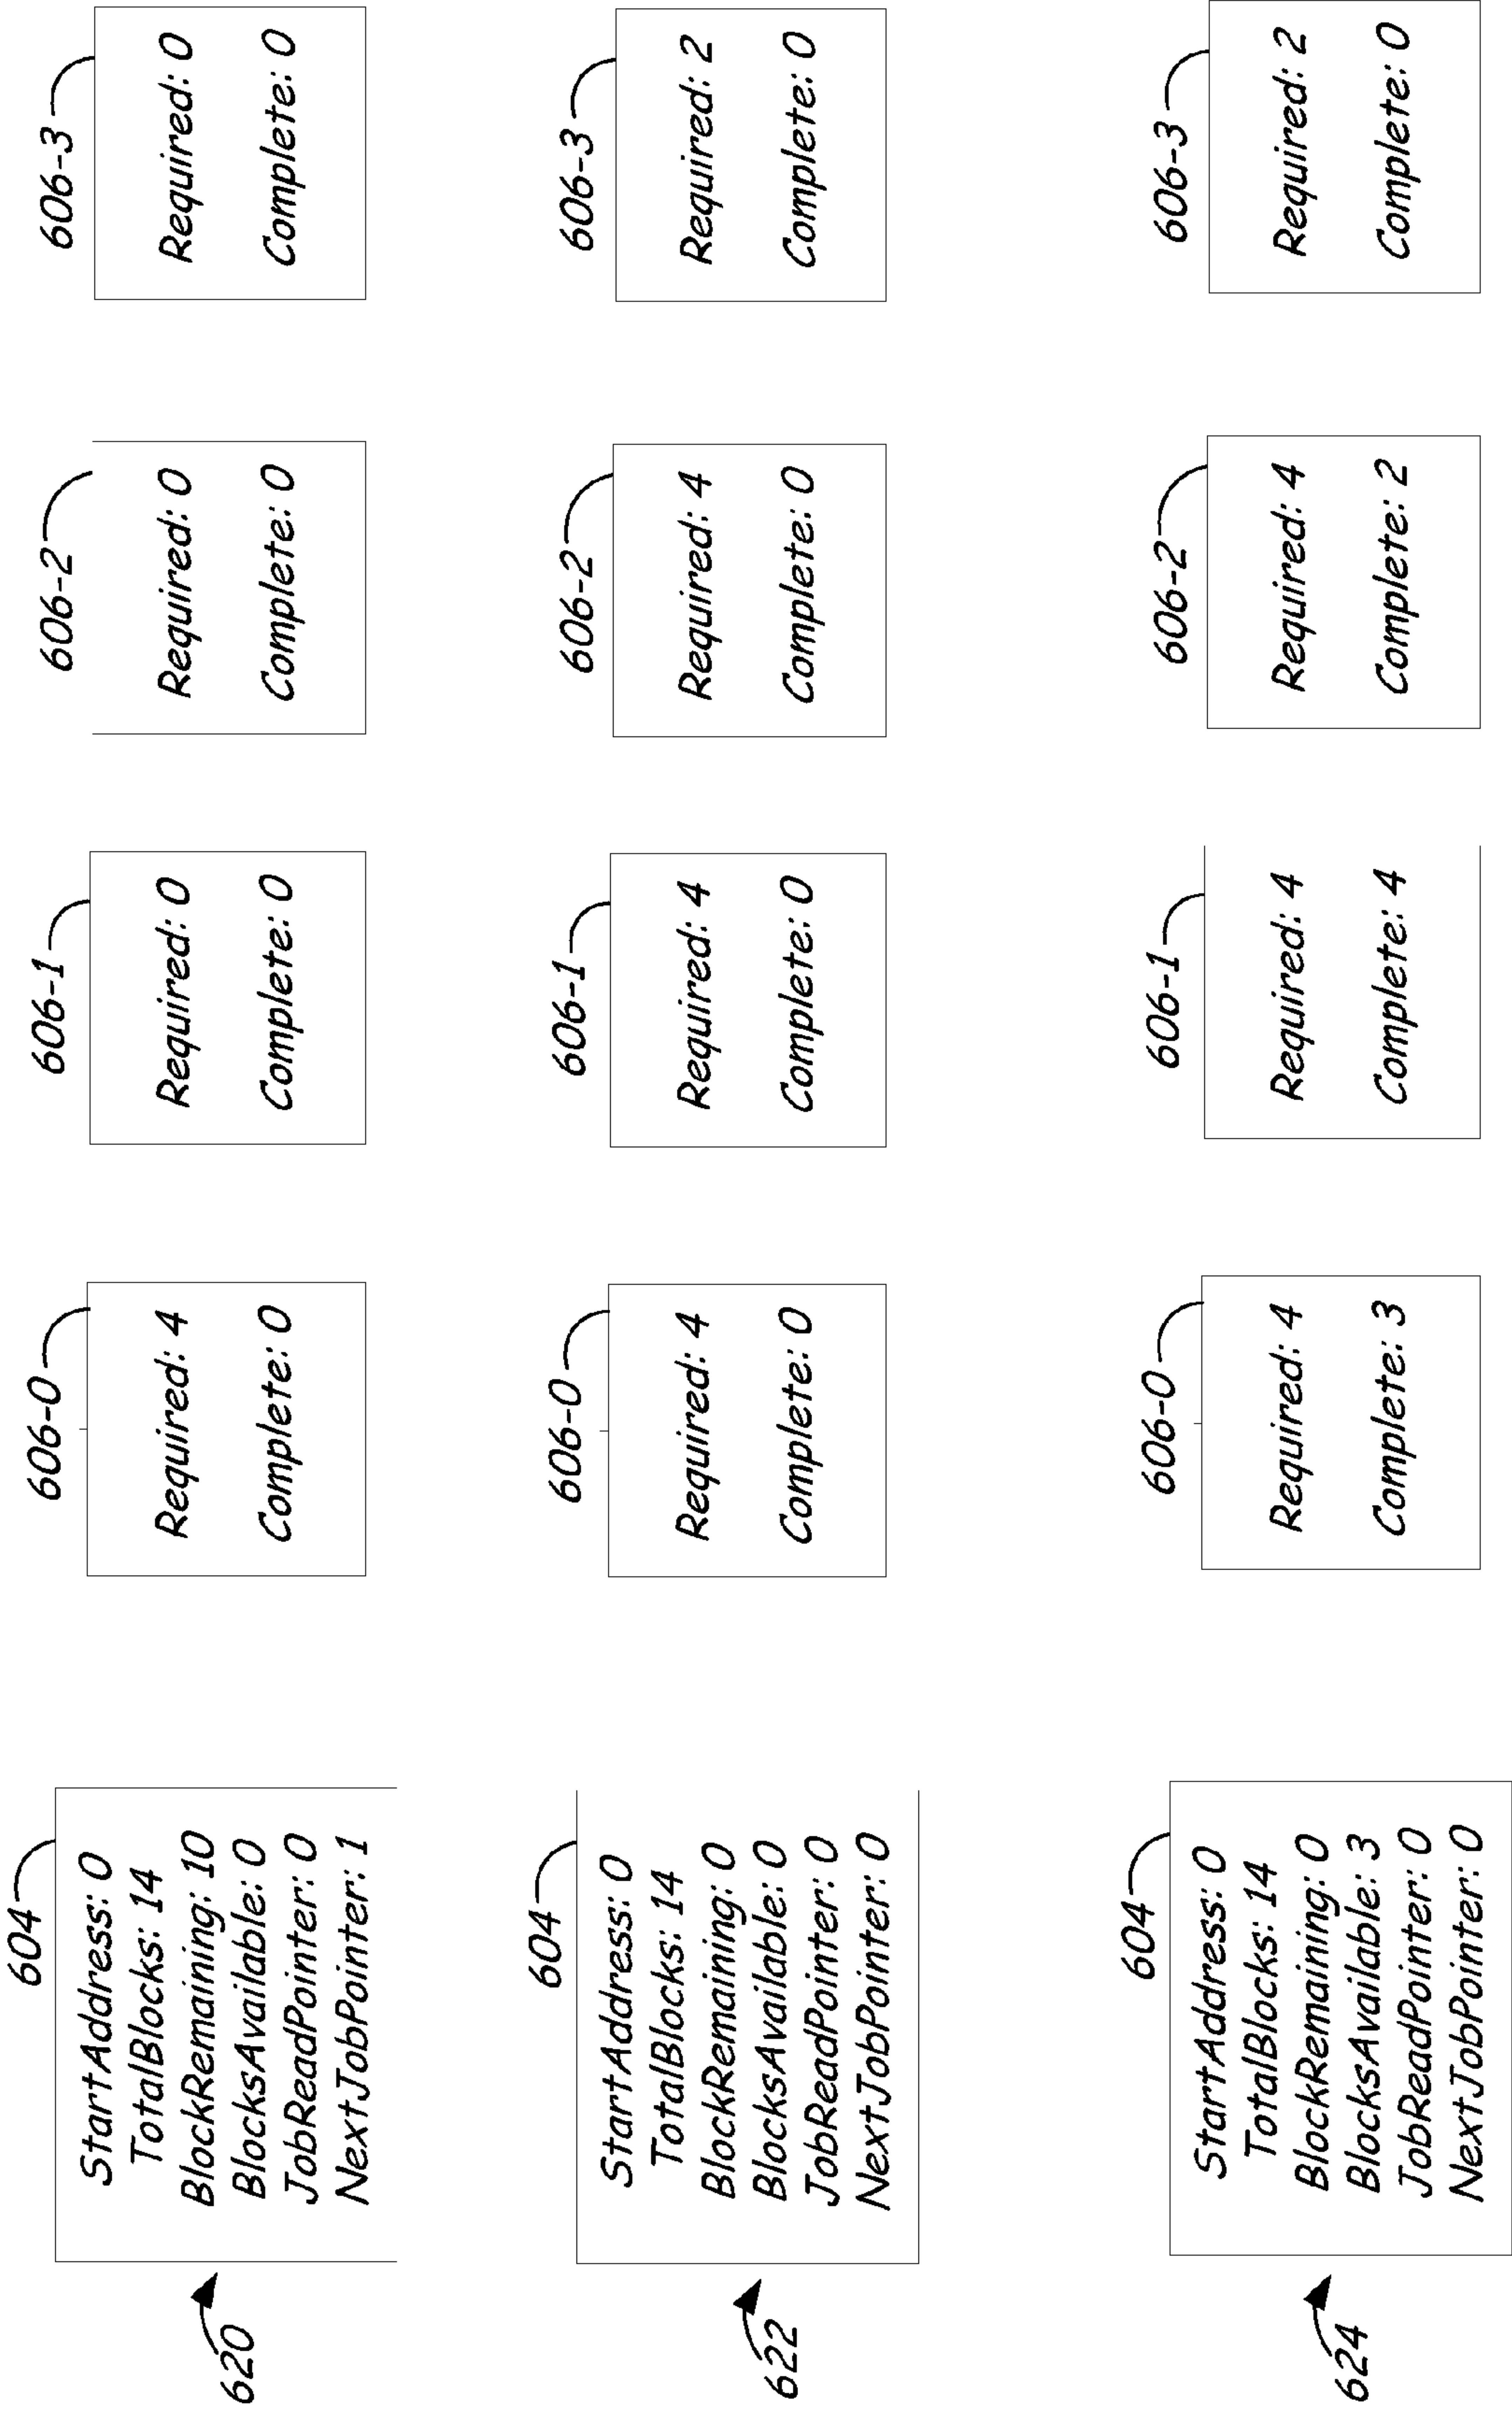 620
604
StartAddress: 0
TotalBlocks: 14
BlockRemaining: 10
BlocksAvailable: 0
JobReadPointer: 0
NextJobPointer: 1
606-0
Required: 4
Complete: 0
606-1
Required: 0
Complete: 0
606-2
Required: 0
Complete: 0
606-3
Required: 0
Complete: 0
622
604
StartAddress: 0
TotalBlocks: 14
BlockRemaining: 0
BlocksAvailable: 0
JobReadPointer: 0
NextJobPointer: 0
606-0
Required: 4
Complete: 0
606-1
Required: 4
Complete: 0
606-2
Required: 4
Complete: 0
606-3
Required: 2
Complete: 0
624
604
StartAddress: 0
TotalBlocks: 14
BlockRemaining: 0
BlocksAvailable: 3
JobReadPointer: 0
NextJobPointer: 0
606-0
Required: 4
Complete: 3
606-1
Required: 4
Complete: 4
606-2
Required: 4
Complete: 2
606-3
Required: 2
Complete: 0